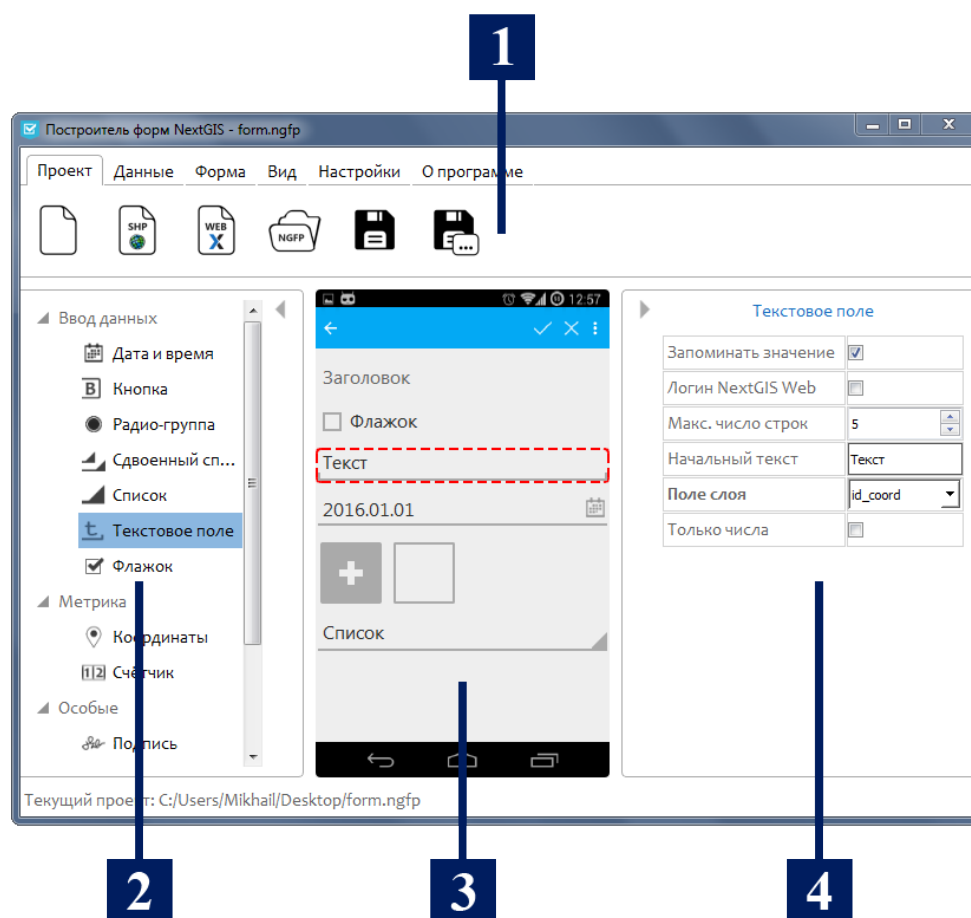 1
Построитель форм NextGIS - form.ngfp
Проект Данные Форма Вид Настройки О программе
SHP WEB X NGFP
Ввод данных
Дата и время
B Кнопка
Радио-группа
Сдвоенный сп...
Список
t Текстовое поле
Флажок
Метрика
Координаты
1 2 Счётчик
Особые
Подпись
12:57
Заголовок
Флажок
Текст
2016.01.01
Список
Текстовое поле
Запоминать значение
Логин NextGIS Web
Макс. число строк 5
Начальный текст Текст
Поле слоя id_coord
Только числа
Текущий проект: C:/Users/Mikhail/Desktop/form.ngfp
2 3 4